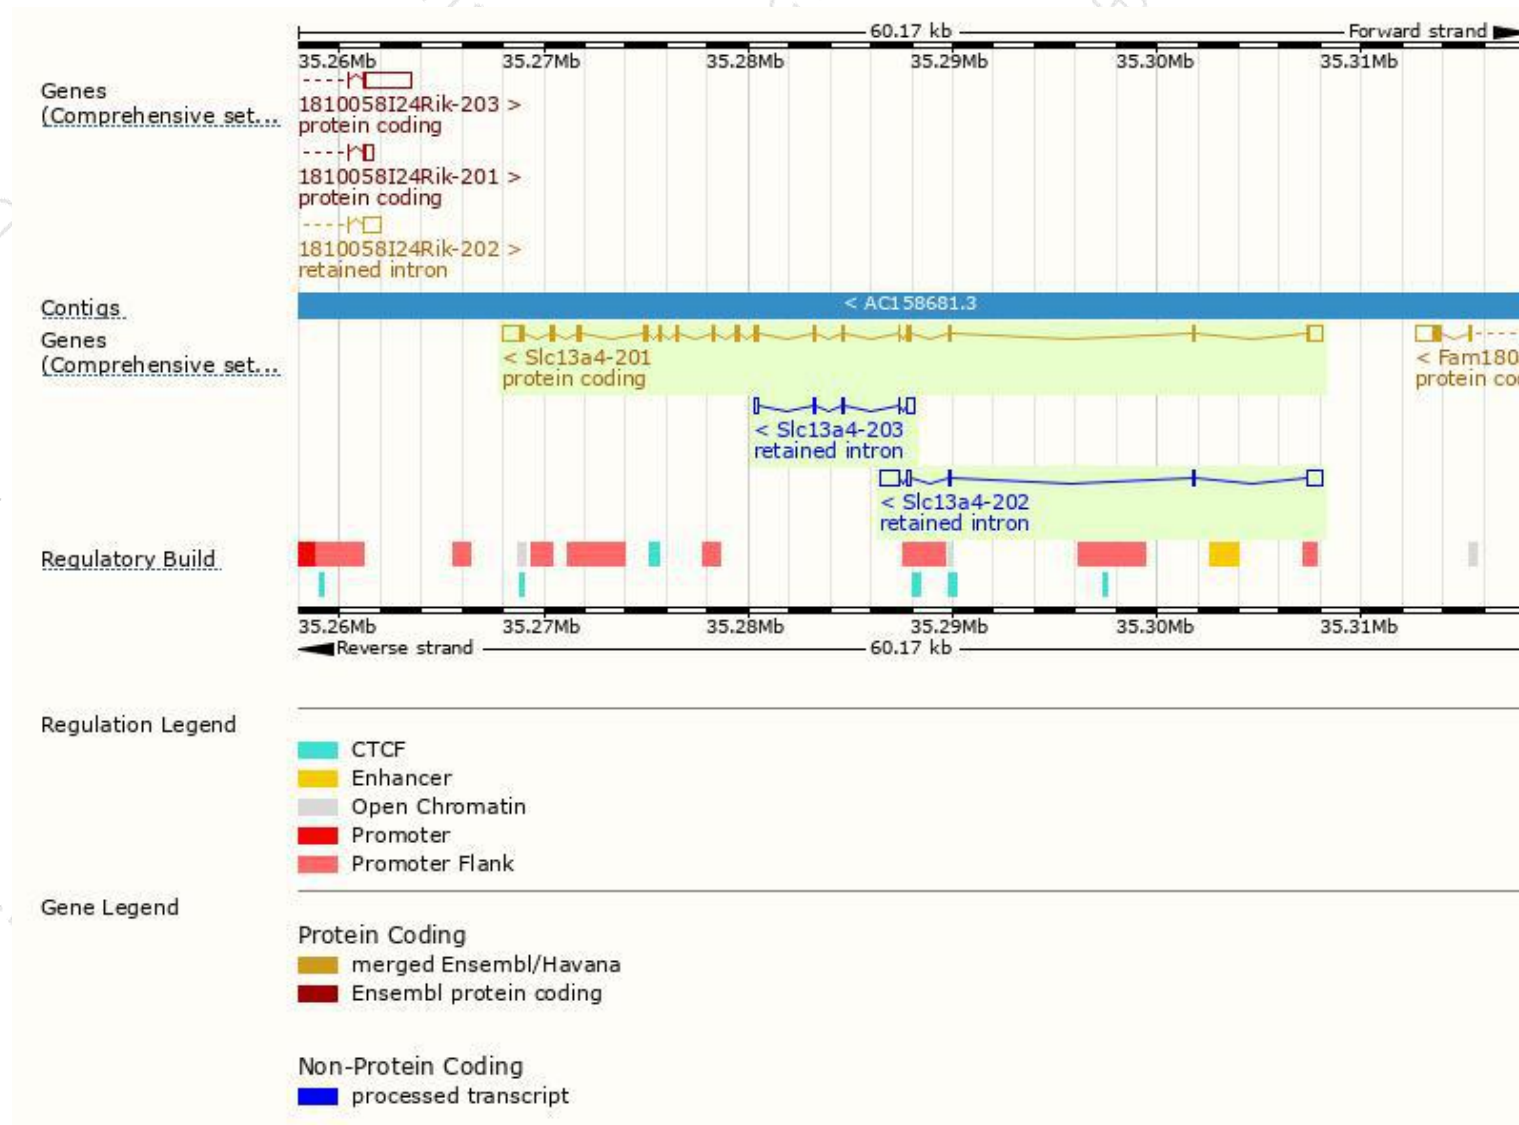 60.17 kb Forward strand
35.26Mb 35.27Mb 35.28Mb 35.29Mb 35.30Mb 35.31Mb
Genes
(Comprehensive set...
1810058I24Rik-203 >
protein coding
1810058I24Rik-201 >
protein coding
1810058I24Rik-202 >
retained intron
Contigs
< AC158681.3
Genes
(Comprehensive set...
< Slc13a4-201
protein coding
< Fam180
protein co
< Slc13a4-203
retained intron
< Slc13a4-202
retained intron
Regulatory Build
35.26Mb 35.27Mb 35.28Mb 35.29Mb 35.30Mb 35.31Mb
Reverse strand 60.17 kb
Regulation Legend
CTCF
Enhancer
Open Chromatin
Promoter
Promoter Flank
Gene Legend
Protein Coding
merged Ensembl/Havana
Ensembl protein coding
Non-Protein Coding
processed transcript